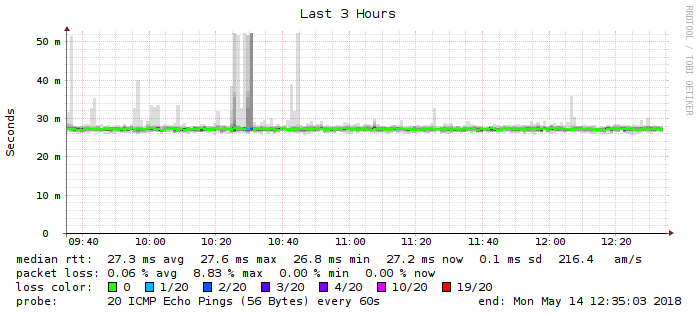 Last 3 Hours
RRDTOOL / TOBI OETIKER
Seconds
50 m
40 m
30 m
20 m
10 m
0
09:40 10:00 10:20 10:40 11:00 11:20 11:40 12:00 12:20
median rtt: 27.3 ms avg 27.6 ms max 26.8 ms min 27.2 ms now 0.1 ms sd 216.4 am/s
packet loss: 0.06 % avg 8.83 % max 0.00 % min 0.00 % now
loss color: 0 1/20 2/20 3/20 4/20 10/20 19/20
probe: 20 ICMP Echo Pings (56 Bytes) every 60s end: Mon May 14 12:35:03 2018